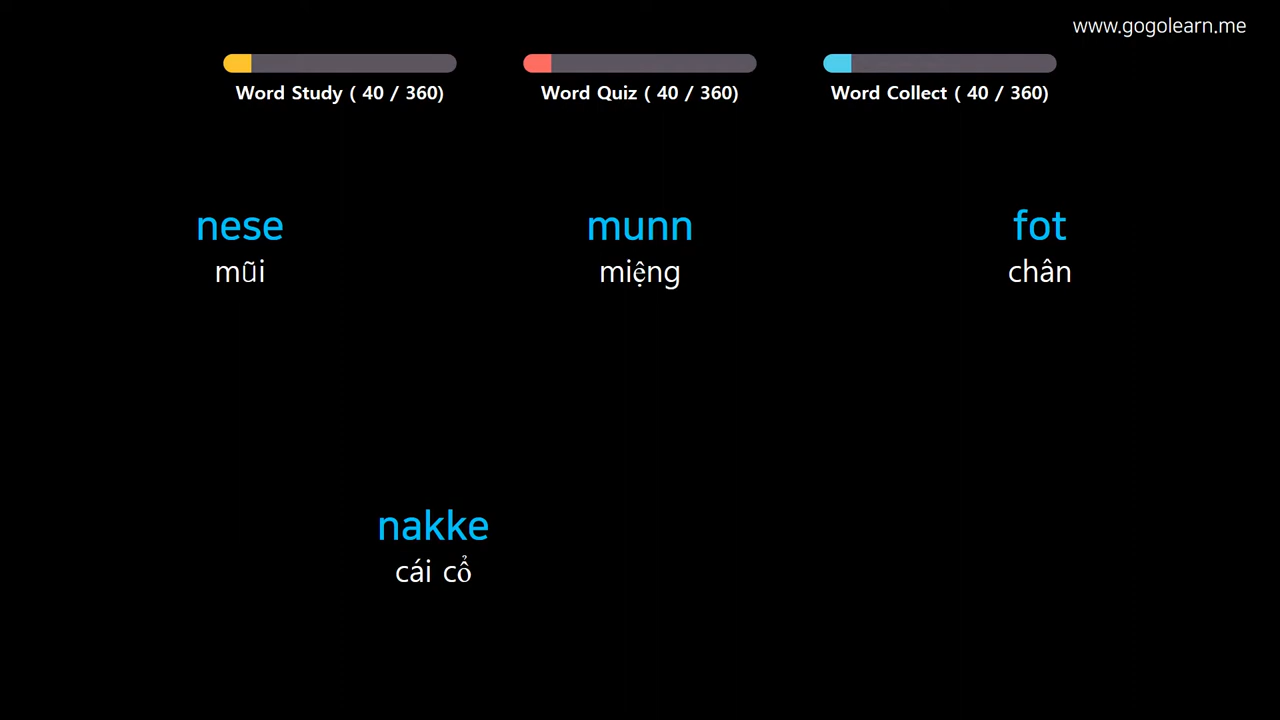 www.gogolearn.me
Word Study ( 40 / 360)
Word Quiz ( 40 / 360)
Word Collect ( 40 / 360)
nese
mũi
munn
miệng
fot
chân
nakke
cái cổ